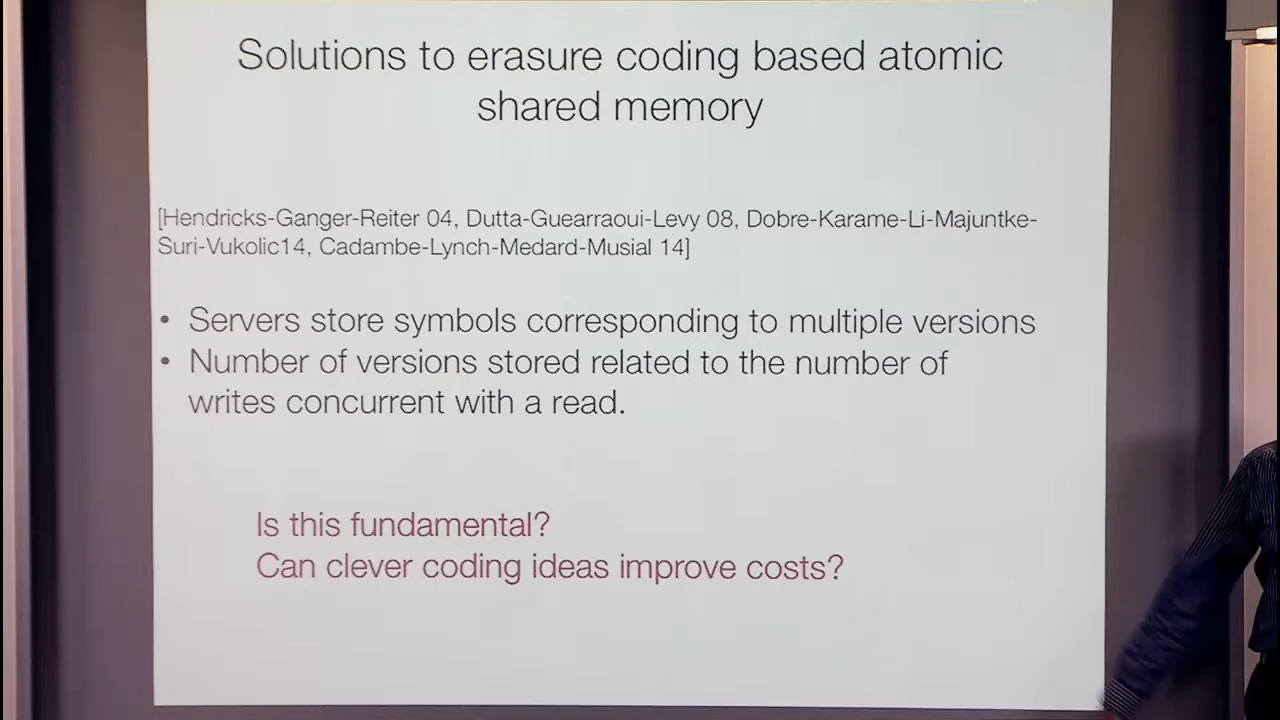 Solutions to erasure coding based atomic
shared memory
[Hendricks-Ganger-Reiter 04, Dutta-Guearraoui-Levy 08, Dobre-Karame-Li-Majuntke-
Suri-Vukolic14, Cadambe-Lynch-Medard-Musial 14]
• Servers store symbols corresponding to multiple versions
• Number of versions stored related to the number of
writes concurrent with a read.
Is this fundamental?
Can clever coding ideas improve costs?